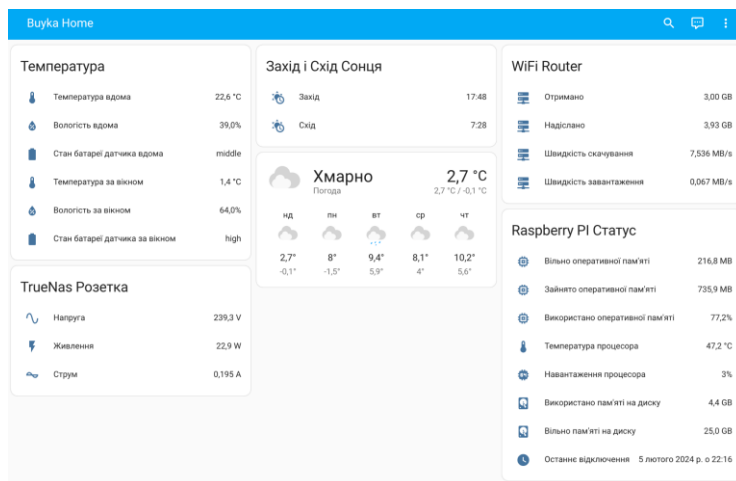 Buyka Home
Температура
Температура вдома 22,6 °C
Вологість вдома 39,0%
Стан батареї датчика вдома middle
Температура за вікном 1,4 °C
Вологість за вікном 64,0%
Стан батареї датчика за вікном high
TrueNas Розетка
Напруга 239,3 V
Живлення 22,9 W
Струм 0,195 A
Захід і Схід Сонця
Захід 17:48
Схід 7:28
Хмарно 2,7 °C
Погода 2,7 °C / -0,1 °C
нд пн вт ср чт
2,7° 8° 9,4° 8,1° 10,2°
-0,1° -1,5° 5,9° 4° 5,6°
WiFi Router
Отримано 3,00 GB
Надіслано 3,93 GB
Швидкість скачування 7,536 MB/s
Швидкість завантаження 0,067 MB/s
Raspberry PI Статус
Вільно оперативної пам'яті 216,8 MB
Зайнято оперативної пам'яті 735,9 MB
Використано оперативної пам'яті 77,2%
Температура процесора 47,2 °C
Навантаження процесора 3%
Використано пам'яті на диску 4,4 GB
Вільно пам'яті на диску 25,0 GB
Останнє відключення 5 лютого 2024 р. о 22:16